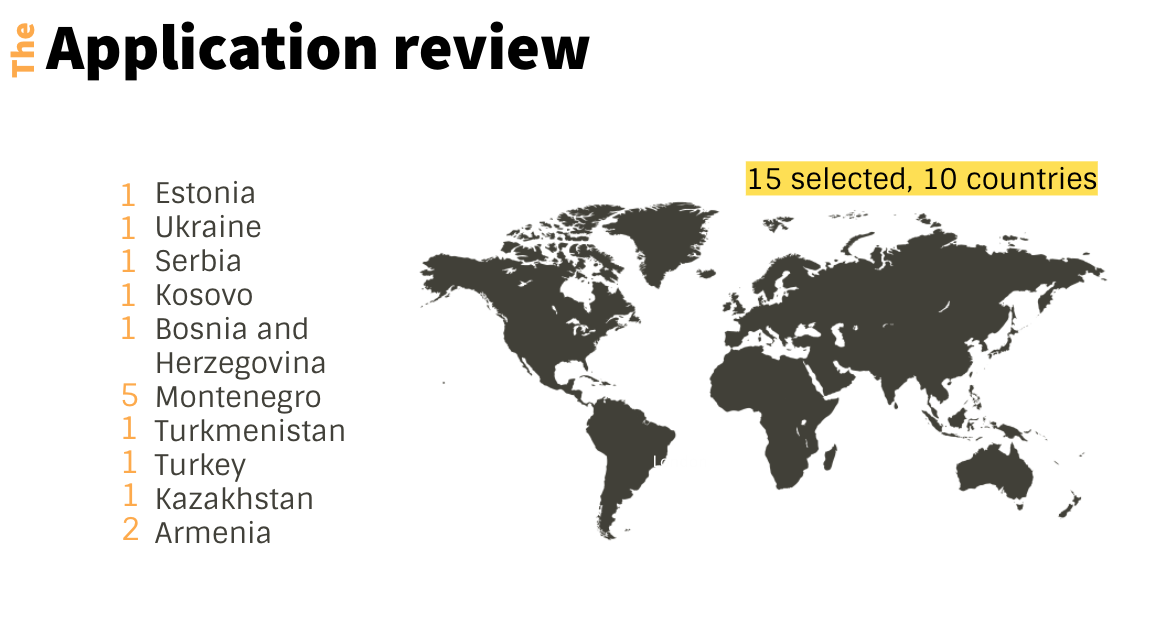 The Application review
15 selected, 10 countries
1 Estonia
1 Ukraine
1 Serbia
1 Kosovo
1 Bosnia and
Herzegovina
5 Montenegro
1 Turkmenistan
1 Turkey
1 Kazakhstan
2 Armenia